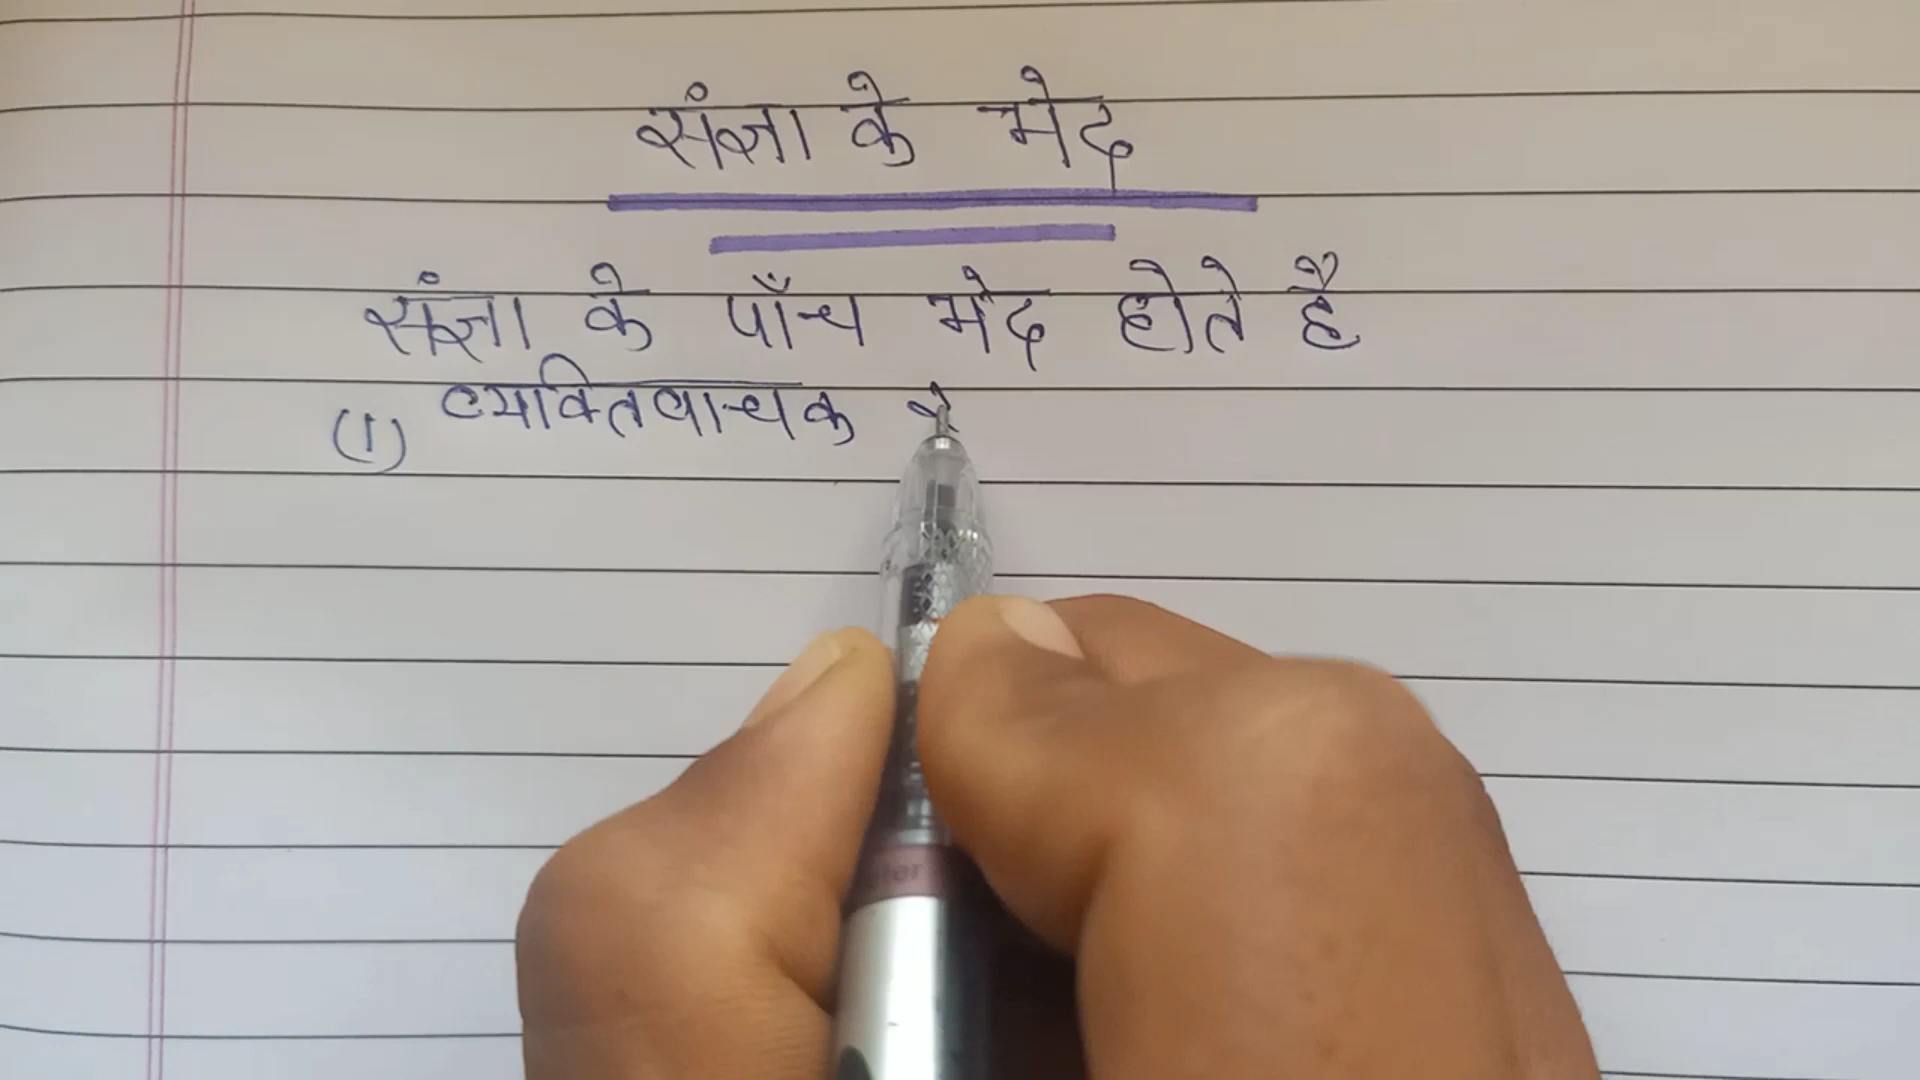 संज्ञा के भेद
संज्ञा के पाँच भेद होते है
(1) व्यक्तिवाचक